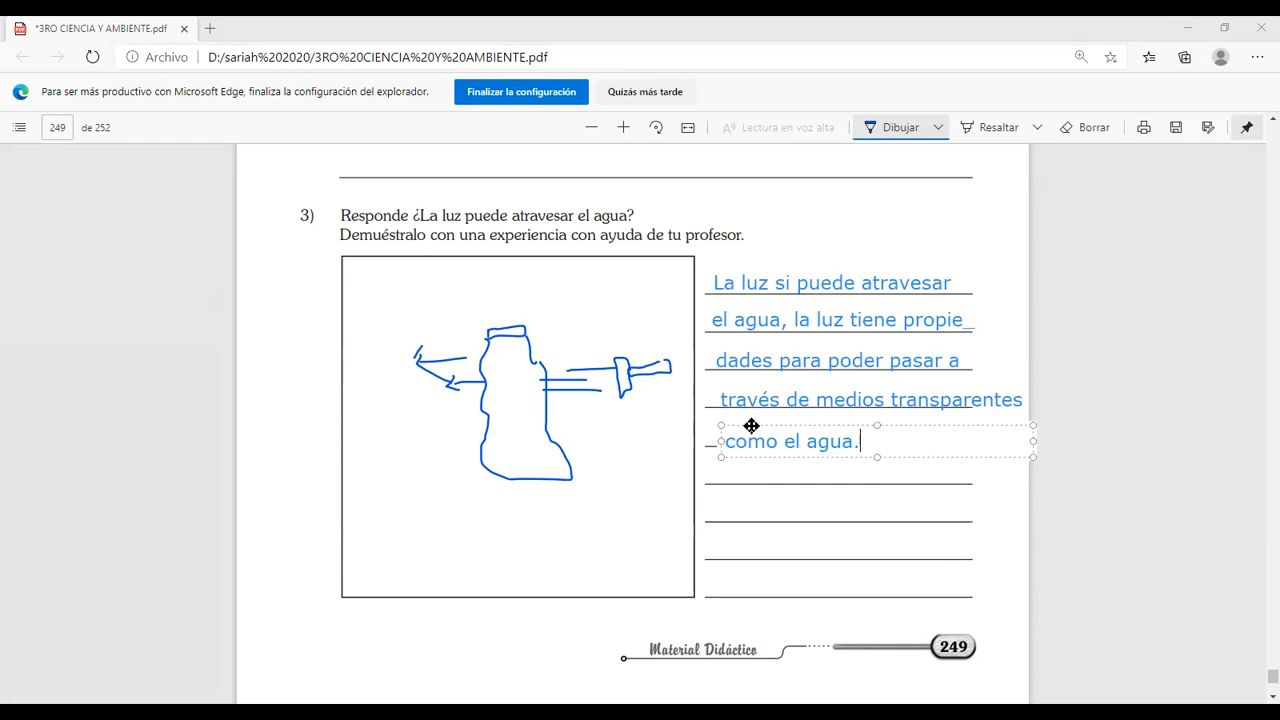 *3RO CIENCIA Y AMBIENTE.pdf
Archivo D:/sariah%202020/3RO%20CIENCIA%20Y%20AMBIENTE.pdf
Para ser más productivo con Microsoft Edge, finaliza la configuración del explorador. Finalizar la configuración Quizás más tarde
249 de 252 Lectura en voz alta Dibujar Resaltar Borrar
3) Responde ¿La luz puede atravesar el agua?
Demuéstralo con una experiencia con ayuda de tu profesor.
La luz si puede atravesar
el agua, la luz tiene propie_
dades para poder pasar a
través de medios transparentes
como el agua.
Material Didáctico 249